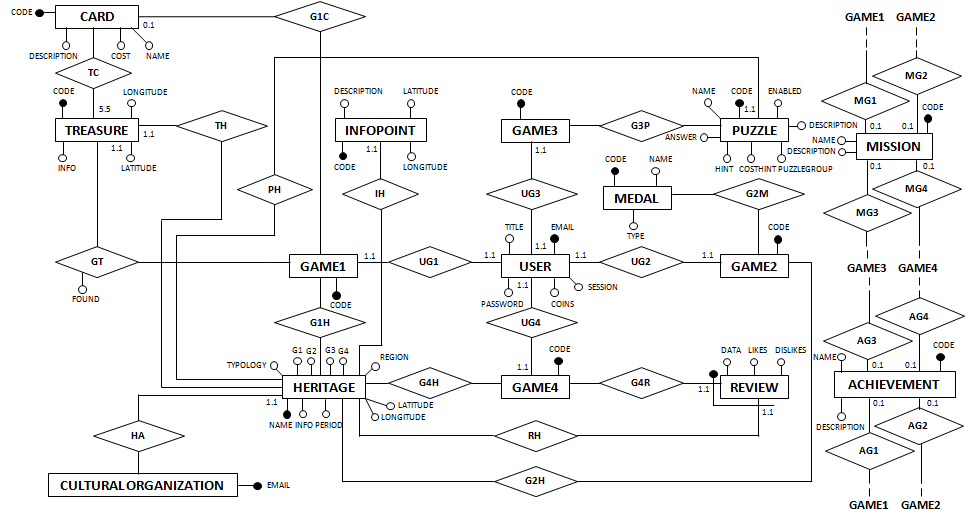 GAME1 GAME2
CODE CARD G1C
0.1
DESCRIPTION COST NAME
TC MG2
CODE LONGITUDE DESCRIPTION LATITUDE CODE NAME CODE ENABLED MG1 CODE
5.5 1.1 0.1 0.1
TREASURE 1.1 TH INFOPOINT GAME3 G3P PUZZLE DESCRIPTION
ANSWER NAME MISSION
1.1 1.1 1.1 DESCRIPTION
INFO LATITUDE CODE LONGITUDE CODE NAME HINT COSTHINT PUZZLEGROUP 0.1 0.1
PH IH UG3 MEDAL G2M MG4
MG3
TITLE EMAIL TYPE CODE
1.1
GT GAME1 1.1 UG1 1.1 USER 1.1 UG2 1.1 GAME2 GAME3 GAME4
1.1 SESSION
FOUND CODE PASSWORD COINS
G1H UG4 AG4
AG3
G1 G2 G3 G4 REGION CODE DATA LIKES DISLIKES NAME CODE
TYPOLOGY 1.1 0.1 0.1
HERITAGE G4H GAME4 G4R 1.1 REVIEW ACHIEVEMENT
1.1 LATITUDE 1.1 0.1 0.1
NAME INFO PERIOD LONGITUDE DESCRIPTION AG2
HA RH AG1
CULTURAL ORGANIZATION EMAIL G2H
GAME1 GAME2